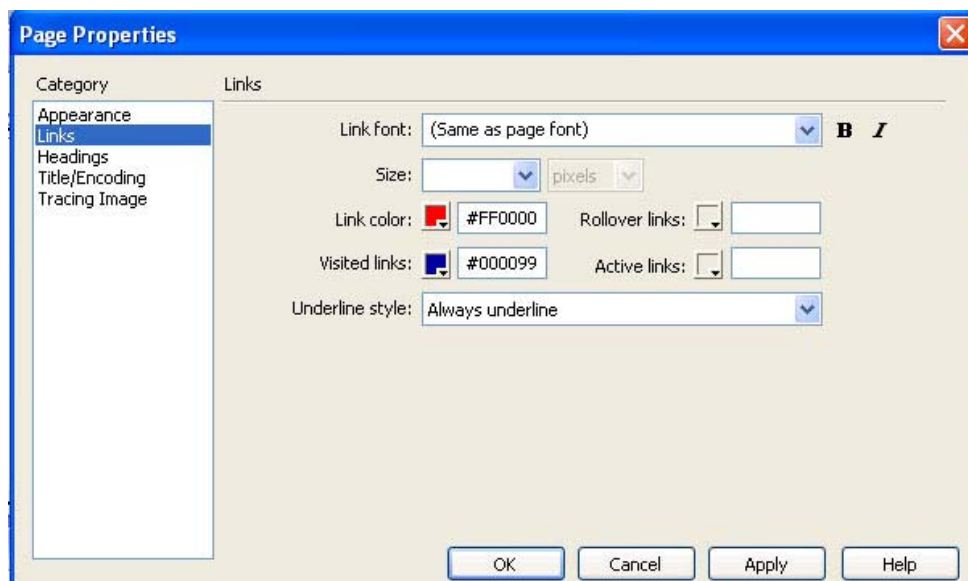 Page Properties
Category
Appearance
Links
Headings
Title/Encoding
Tracing Image
Links
Link font: (Same as page font) B I
Size: pixels
Link color: #FF0000 Rollover links:
Visited links: #000099 Active links:
Underline style: Always underline
OK Cancel Apply Help